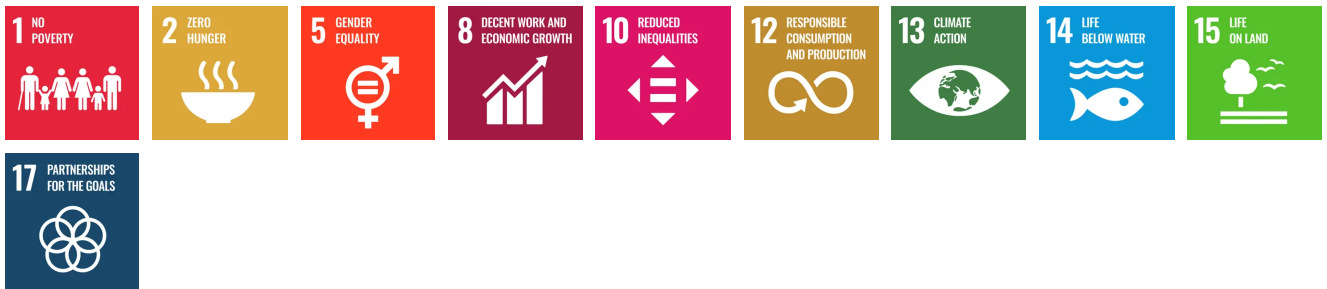 1 NO
POVERTY
2 ZERO
HUNGER
5 GENDER
EQUALITY
8 DECENT WORK AND
ECONOMIC GROWTH
10 REDUCED
INEQUALITIES
12 RESPONSIBLE
CONSUMPTION
AND PRODUCTION
13 CLIMATE
ACTION
14 LIFE
BELOW WATER
15 LIFE
ON LAND
17 PARTNERSHIPS
FOR THE GOALS